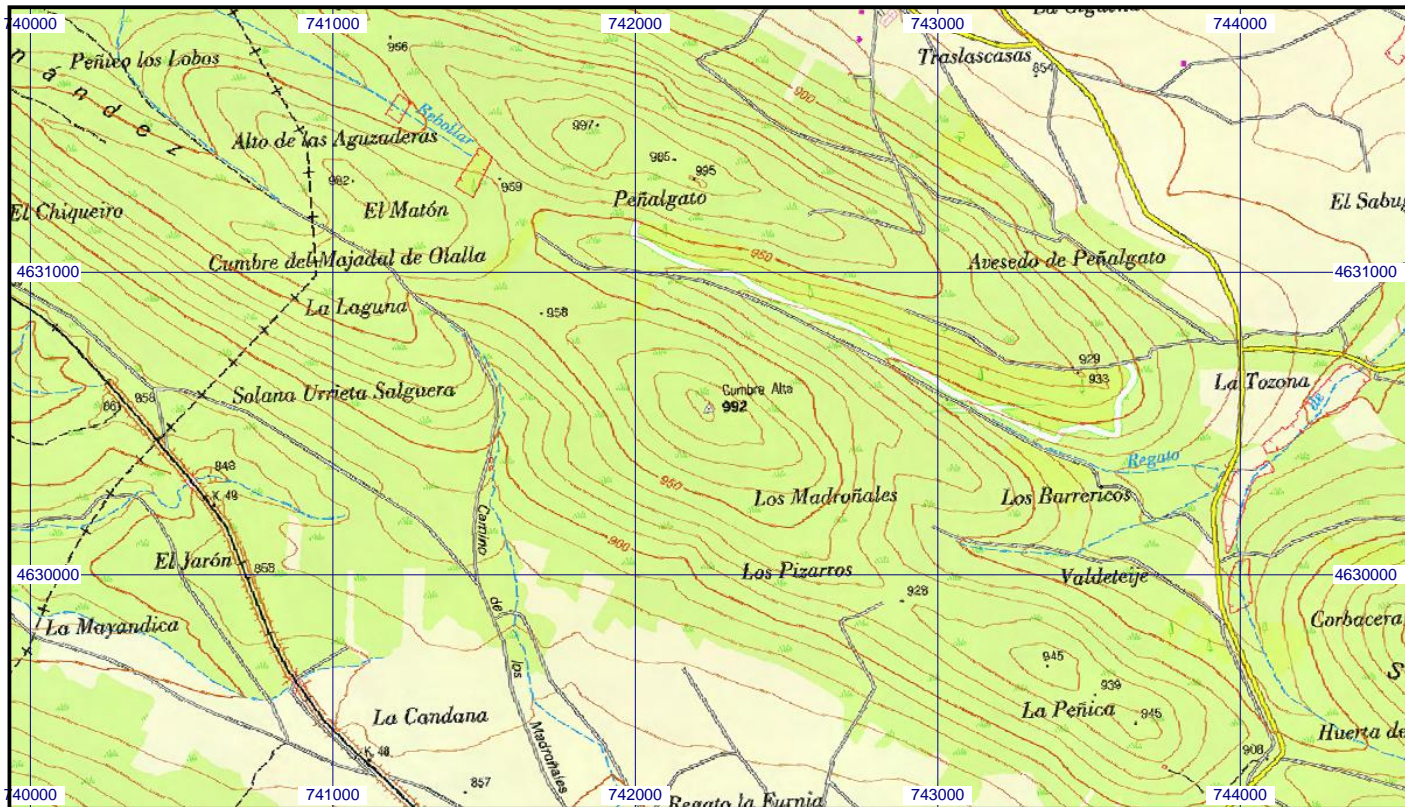 740000
741000
742000
743000
744000
956
Traslascasas
Peñico los Lobos
854
900
Rebollar
997
Alto de las Aguzaderas
985
995
982
959
El Chiqueiro
El Matón
Peñalgato
El Sabug
950
Cumbre del Majadal de Olalla
Avesedo de Peñalgato
4631000
4631000
La Laguna
958
929
933
La Tozona
Solana Urrieta Salguera
Cumbre Alta
992
858
861
de
848
Regato
950
K. 49
Los Madroñales
Los Barrericos
Camino
900
El Jarón
858
Los Pizarros
Valdeteije
4630000
4630000
928
de
La Mayandica
Corbacera
945
los
939
La Candana
La Peñica
945
S
Madroñales
Huerta de
908
K. 48
857
Regato la Furnia
740000
741000
742000
743000
744000